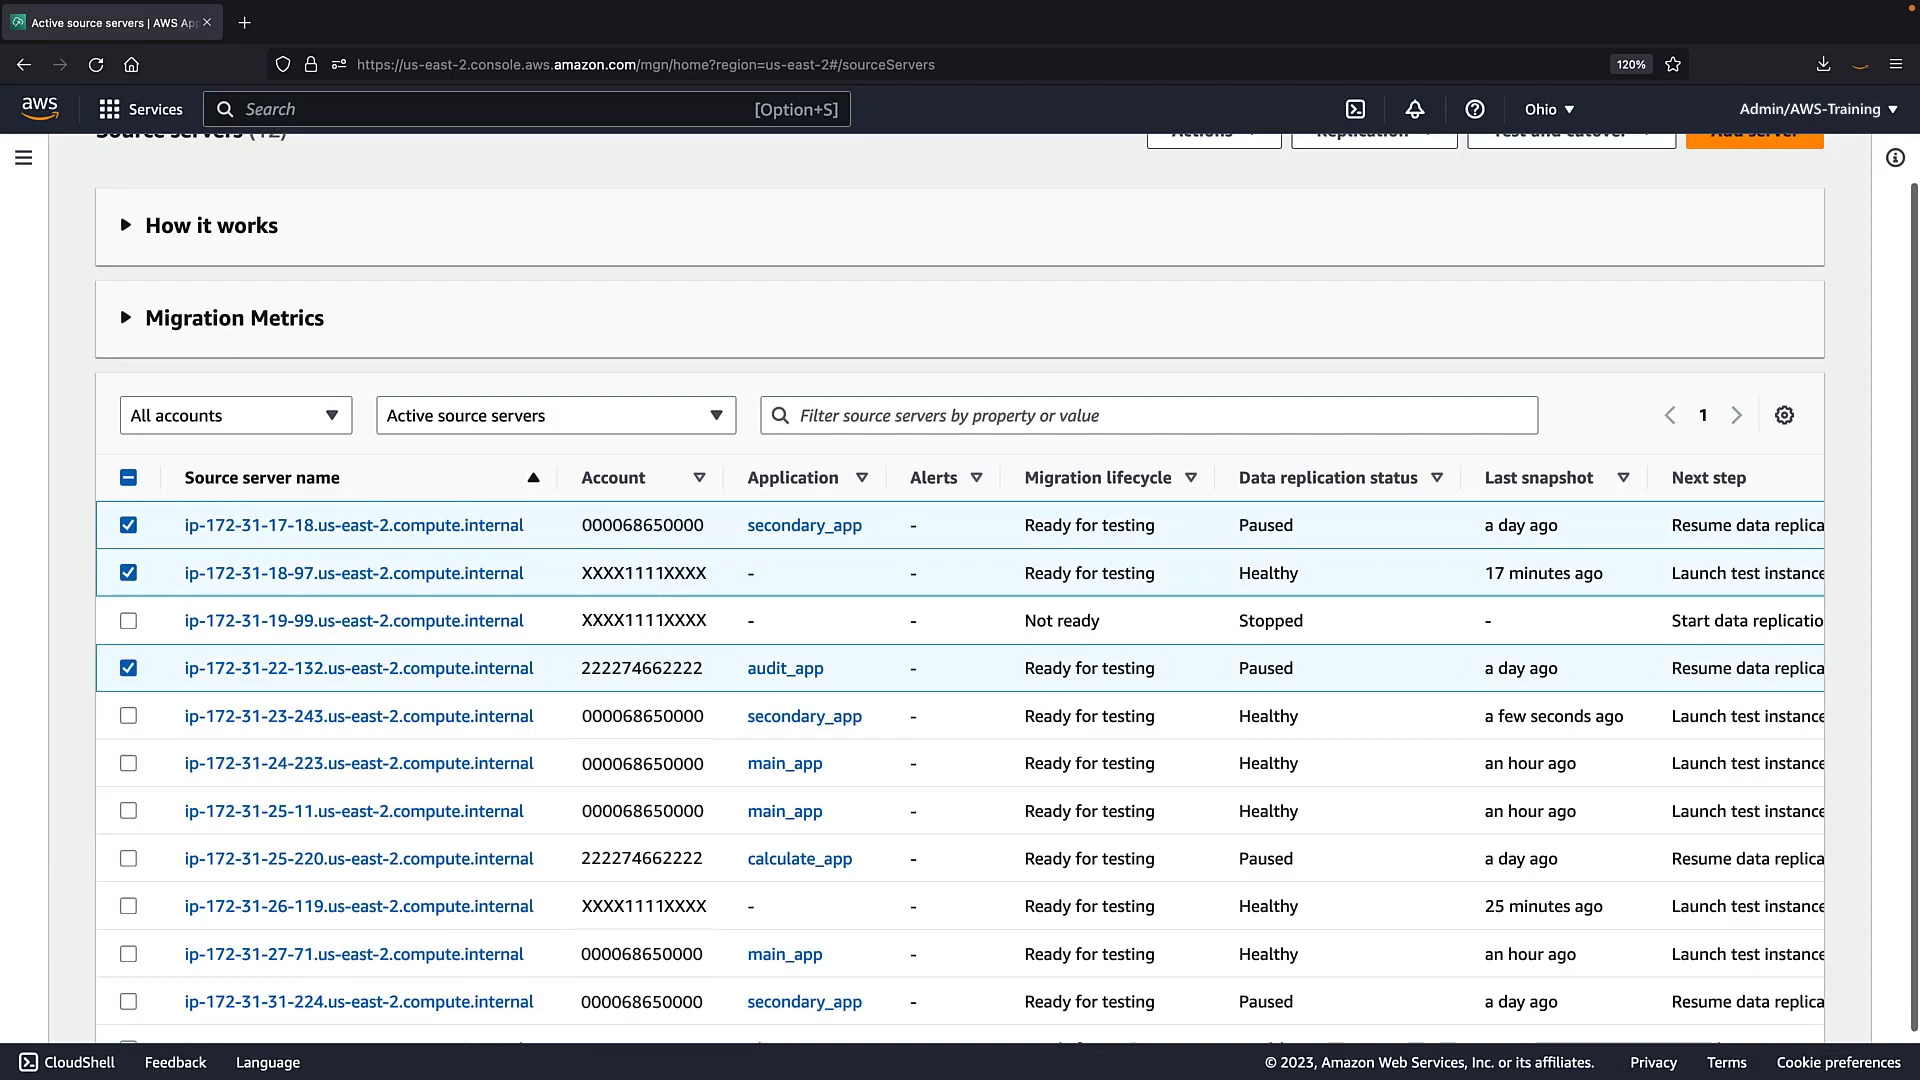 Active source servers | AWS Ap
https://us-east-2.console.aws.amazon.com/mgn/home?region=us-east-2#/sourceServers
120%
aws
Services
Search
[Option+S]
Ohio
Admin/AWS-Training
Source servers (12)
Actions
Replication
Test and cutover
Add server
How it works
Migration Metrics
All accounts
Active source servers
Filter source servers by property or value
1
Source server name Account Application Alerts Migration lifecycle Data replication status Last snapshot Next step
ip-172-31-17-18.us-east-2.compute.internal 000068650000 secondary_app - Ready for testing Paused a day ago Resume data replica
ip-172-31-18-97.us-east-2.compute.internal XXXX1111XXXX - - Ready for testing Healthy 17 minutes ago Launch test instance
ip-172-31-19-99.us-east-2.compute.internal XXXX1111XXXX - - Not ready Stopped - Start data replicatio
ip-172-31-22-132.us-east-2.compute.internal 222274662222 audit_app - Ready for testing Paused a day ago Resume data replica
ip-172-31-23-243.us-east-2.compute.internal 000068650000 secondary_app - Ready for testing Healthy a few seconds ago Launch test instance
ip-172-31-24-223.us-east-2.compute.internal 000068650000 main_app - Ready for testing Healthy an hour ago Launch test instance
ip-172-31-25-11.us-east-2.compute.internal 000068650000 main_app - Ready for testing Healthy an hour ago Launch test instance
ip-172-31-25-220.us-east-2.compute.internal 222274662222 calculate_app - Ready for testing Paused a day ago Resume data replica
ip-172-31-26-119.us-east-2.compute.internal XXXX1111XXXX - - Ready for testing Healthy 25 minutes ago Launch test instance
ip-172-31-27-71.us-east-2.compute.internal 000068650000 main_app - Ready for testing Healthy an hour ago Launch test instance
ip-172-31-31-224.us-east-2.compute.internal 000068650000 secondary_app - Ready for testing Paused a day ago Resume data replica
CloudShell
Feedback
Language
© 2023, Amazon Web Services, Inc. or its affiliates.
Privacy
Terms
Cookie preferences